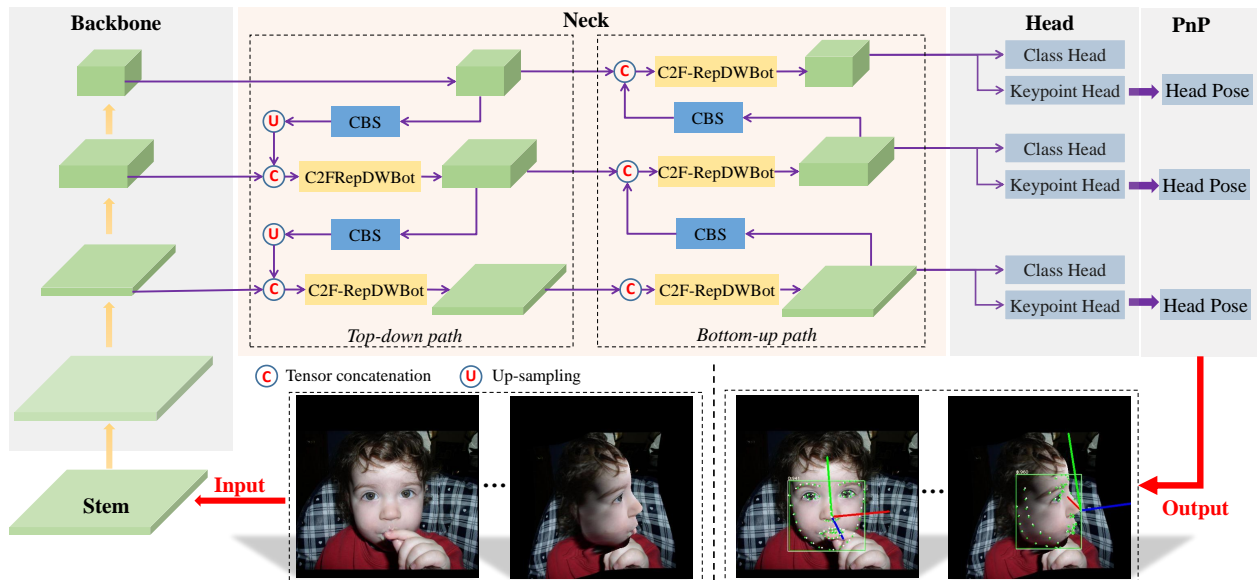 Backbone
Neck
Head
PnP
C
C2F-RepDWBot
Class Head
Keypoint Head
Head Pose
U
CBS
CBS
C
C2FRepDWBot
C
C2F-RepDWBot
Class Head
Keypoint Head
Head Pose
U
CBS
CBS
C
C2F-RepDWBot
C
C2F-RepDWBot
Class Head
Keypoint Head
Head Pose
Top-down path
Bottom-up path
C Tensor concatenation
U Up-sampling
Stem
Input
...
...
Output